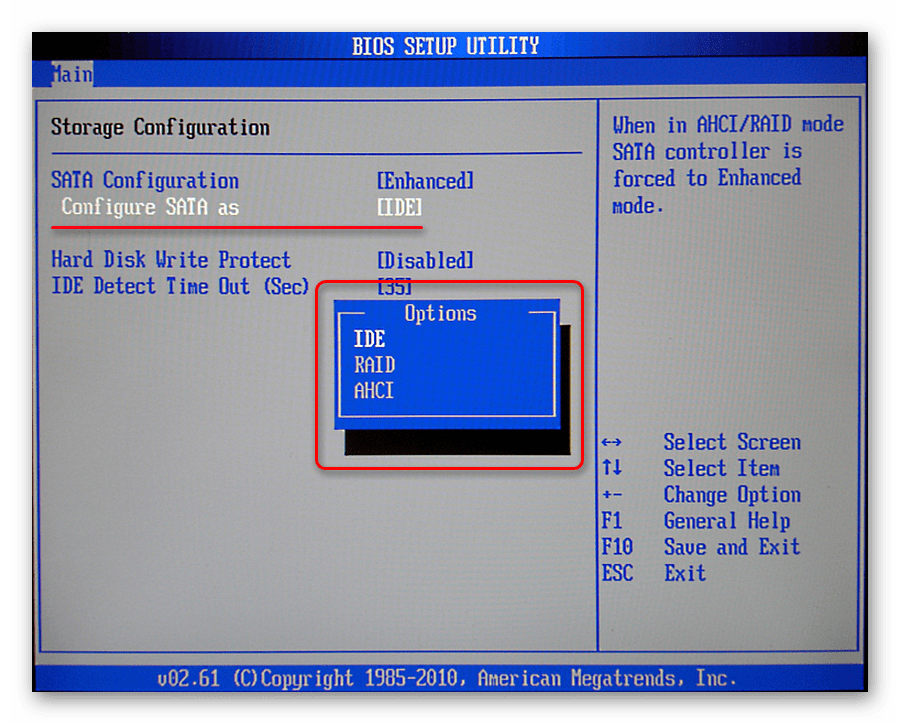 BIOS SETUP UTILITY
Main
Storage Configuration
SATA Configuration [Enhanced]
Configure SATA as [IDE]
Hard Disk Write Protect [Disabled]
IDE Detect Time Out (Sec) [35]
Options
IDE
RAID
AHCI
When in AHCI/RAID mode
SATA controller is
forced to Enhanced
mode.
↔ Select Screen
↑↓ Select Item
+- Change Option
F1 General Help
F10 Save and Exit
ESC Exit
v02.61 (C)Copyright 1985-2010, American Megatrends, Inc.